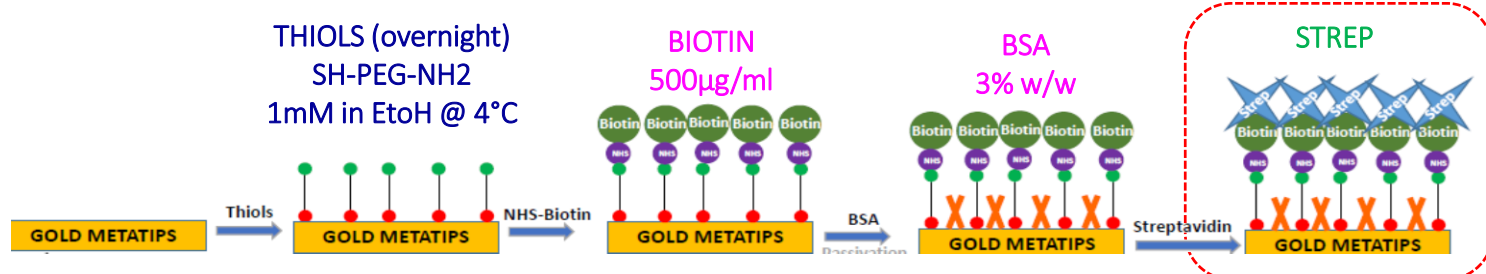 THIOLS (overnight)
SH-PEG-NH2
1mM in EtoH @ 4°C
BIOTIN
500µg/ml
BSA
3% w/w
STREP
GOLD METATIPS
Thiols
GOLD METATIPS
NHS-Biotin
Biotin Biotin Biotin Biotin Biotin
NHS NHS NHS NHS NHS
GOLD METATIPS
BSA
Passivation
Biotin Biotin Biotin Biotin Biotin
NHS NHS NHS NHS NHS
GOLD METATIPS
Streptavidin
Strep Strep Strep Strep Strep
Biotin Biotin Biotin Biotin Biotin
NHS NHS NHS NHS NHS
GOLD METATIPS